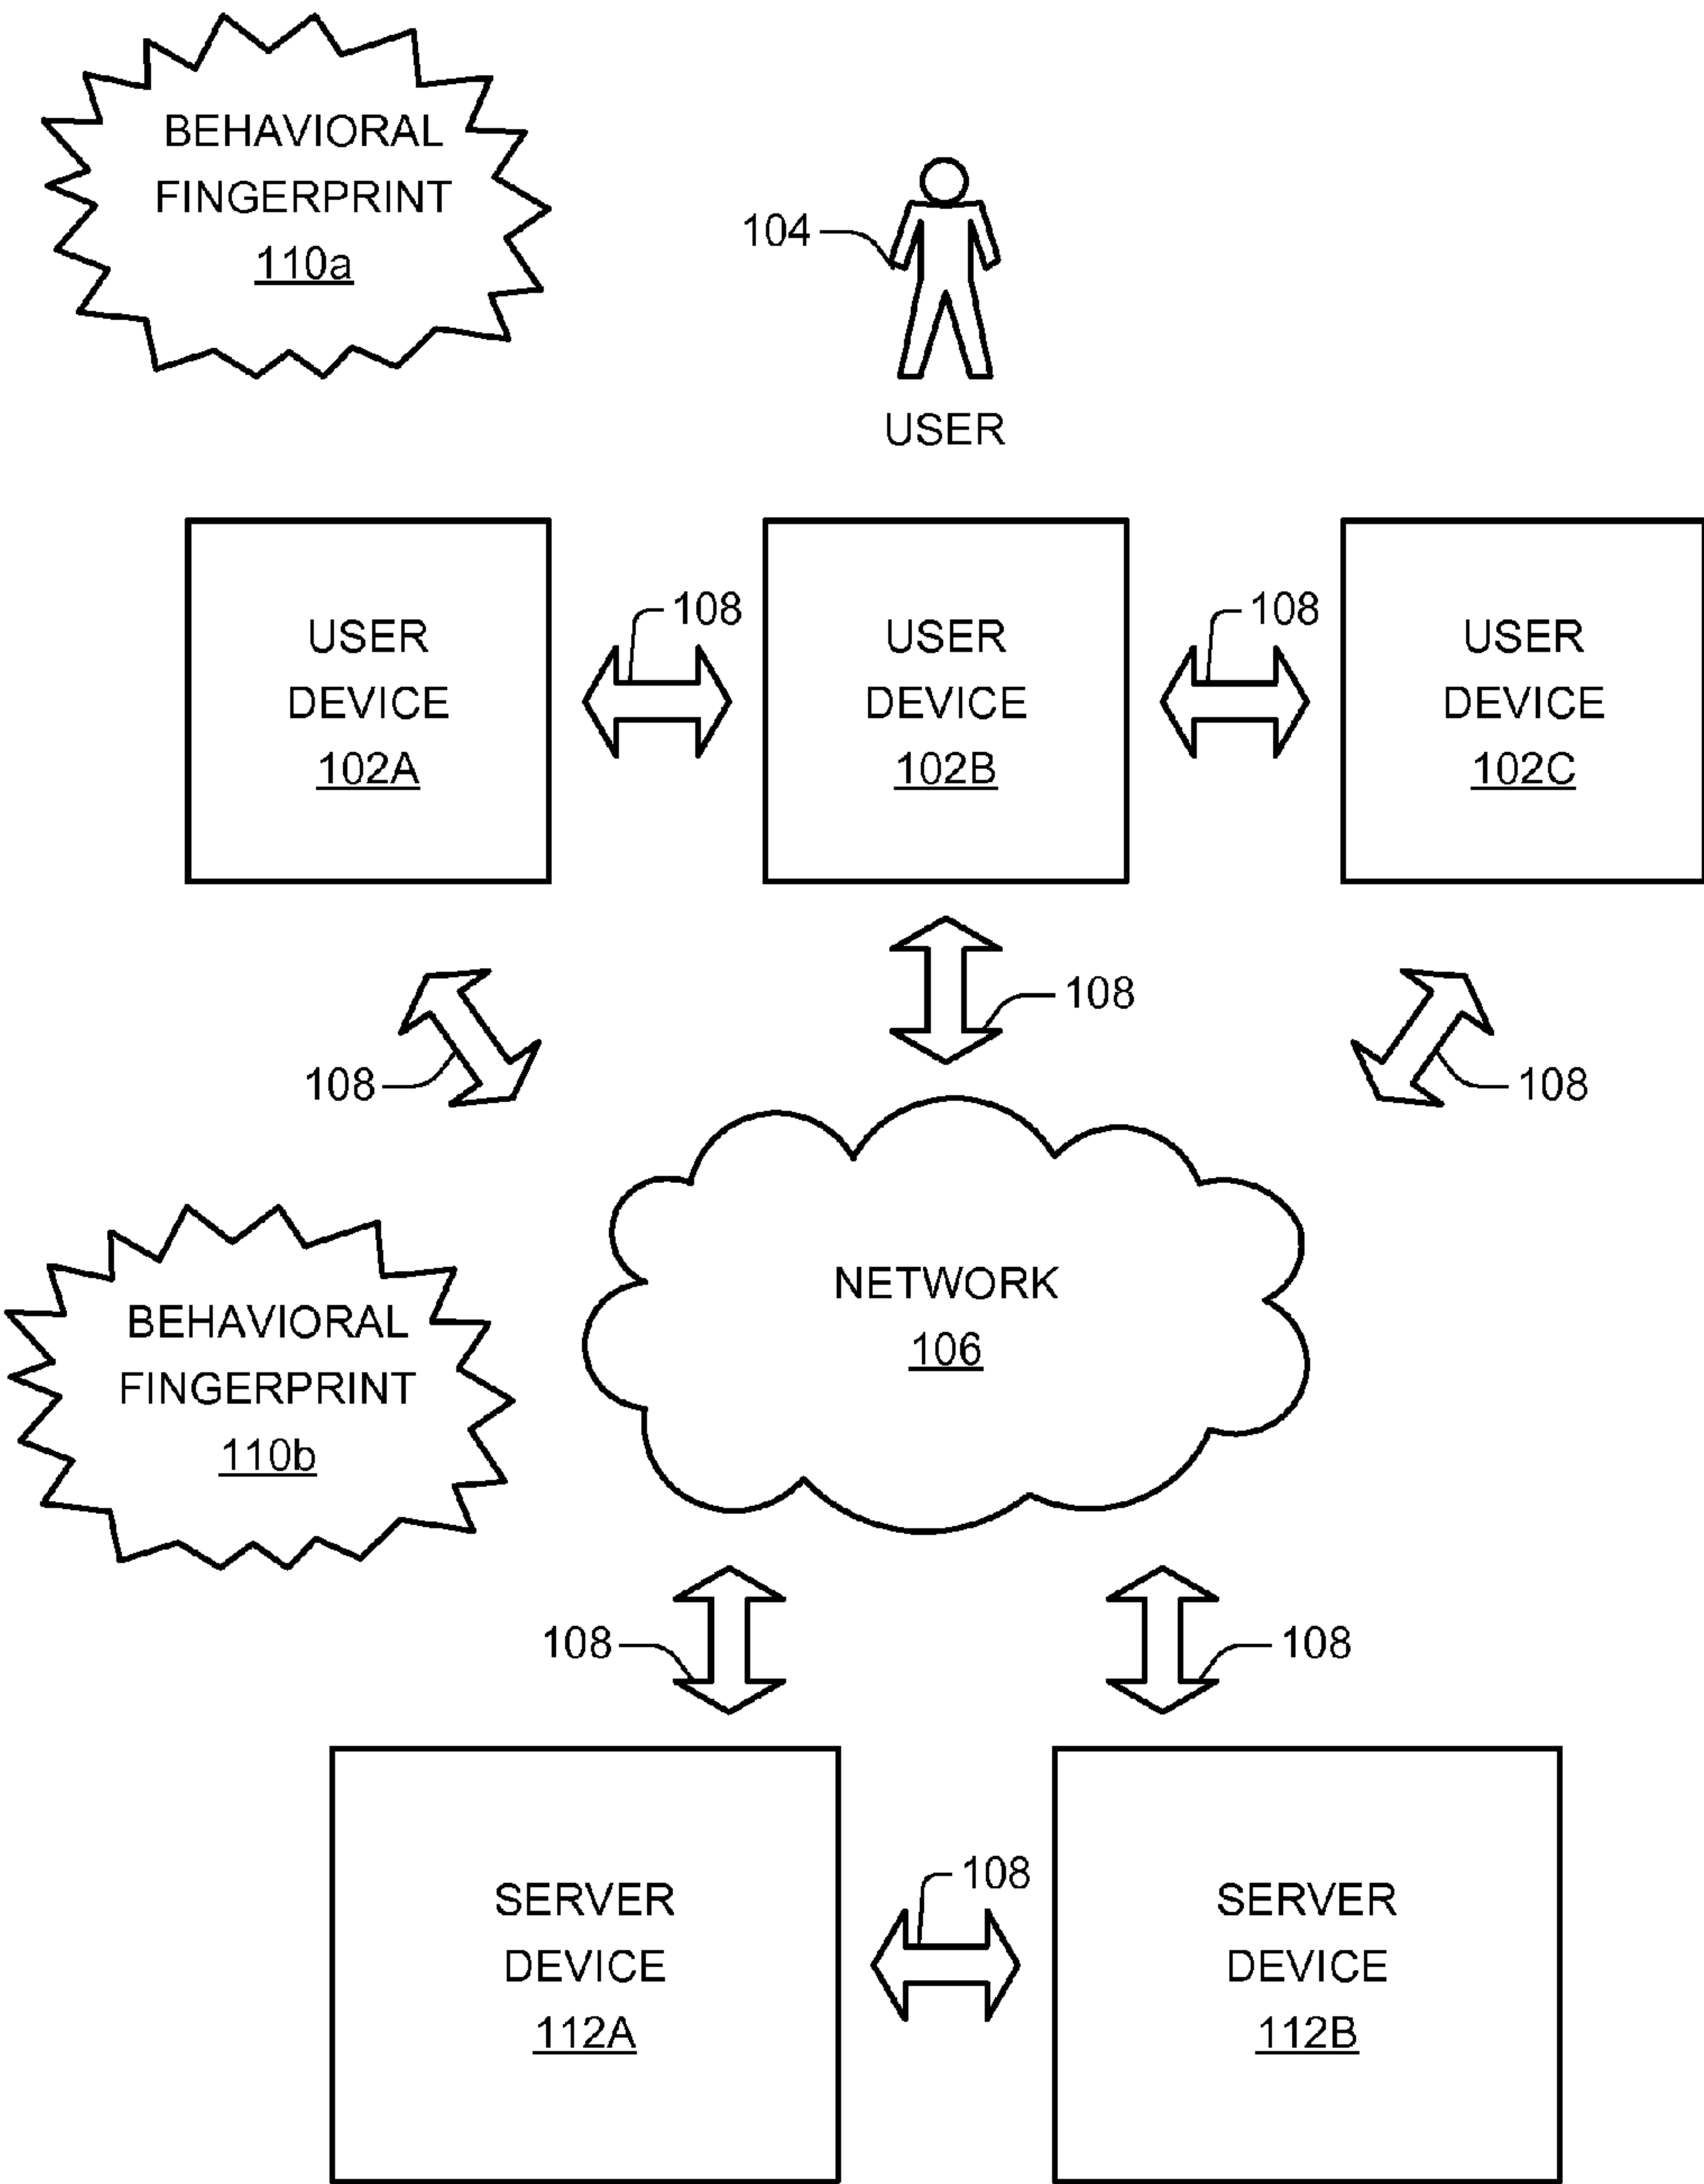 BEHAVIORAL
FINGERPRINT
110a
104
USER
108
108
USER
DEVICE
102A
USER
DEVICE
102B
USER
DEVICE
102C
108
108
108
NETWORK
106
BEHAVIORAL
FINGERPRINT
110b
108
108
108
SERVER
DEVICE
112A
SERVER
DEVICE
112B